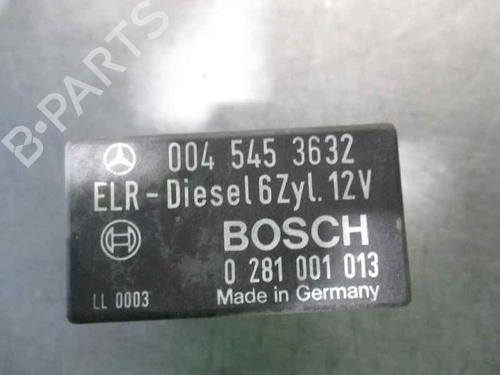 B-PARTS
004 545 3632
ELR - Diesel 6Zyl. 12V
BOSCH
0 281 001 013
LL 0003
Made in Germany